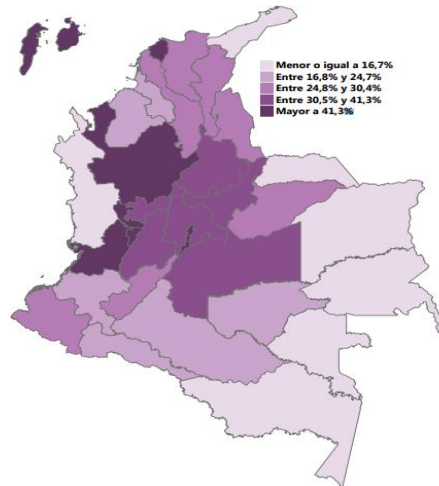 Menor o igual a 16,7%
Entre 16,8% y 24,7%
Entre 24,8% y 30,4%
Entre 30,5% y 41,3%
Mayor a 41,3%